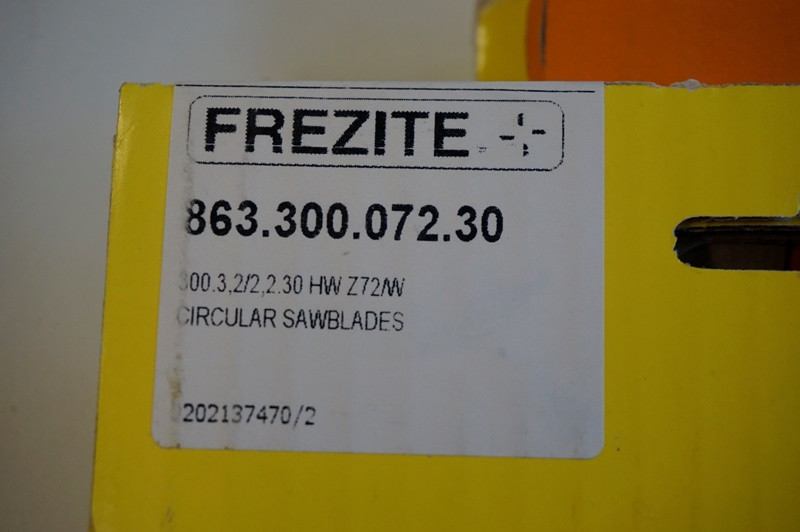 FREZITE
863.300.072.30
300.3,2/2,2.30 HW Z72/W
CIRCULAR SAWBLADES
202137470/2